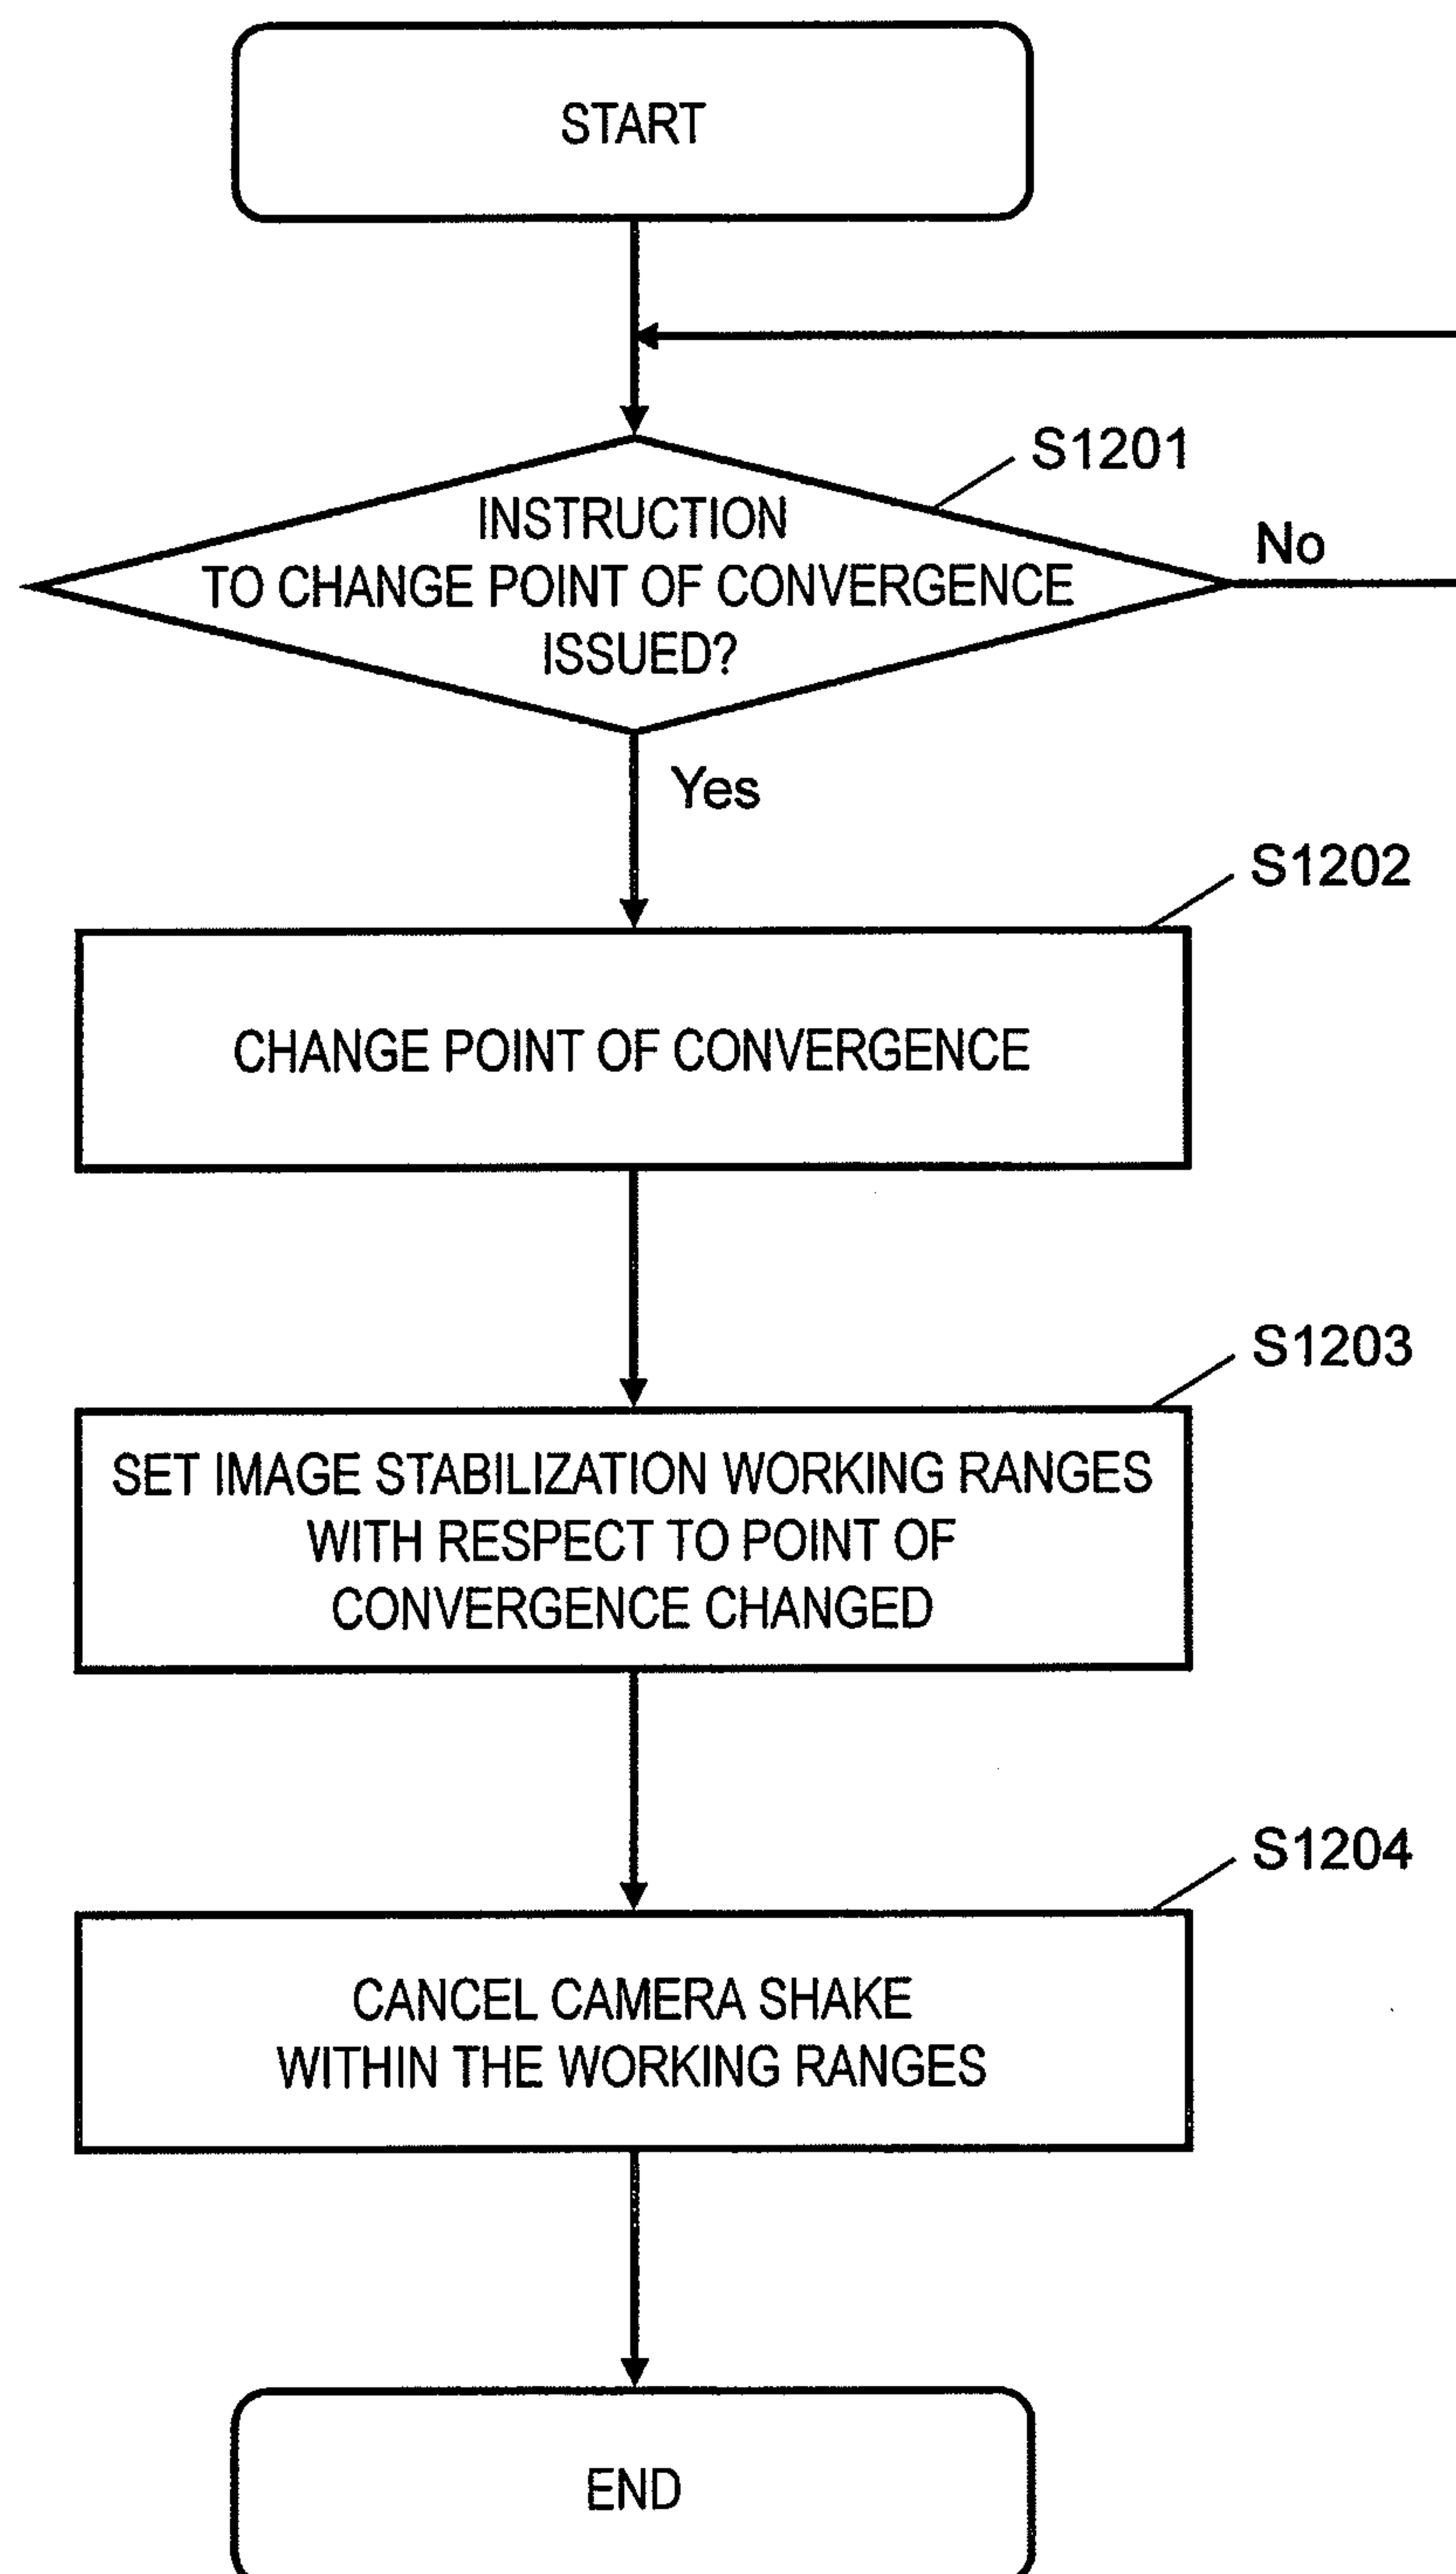 START
S1201
INSTRUCTION
TO CHANGE POINT OF CONVERGENCE
ISSUED?
No
Yes
S1202
CHANGE POINT OF CONVERGENCE
S1203
SET IMAGE STABILIZATION WORKING RANGES
WITH RESPECT TO POINT OF
CONVERGENCE CHANGED
S1204
CANCEL CAMERA SHAKE
WITHIN THE WORKING RANGES
END